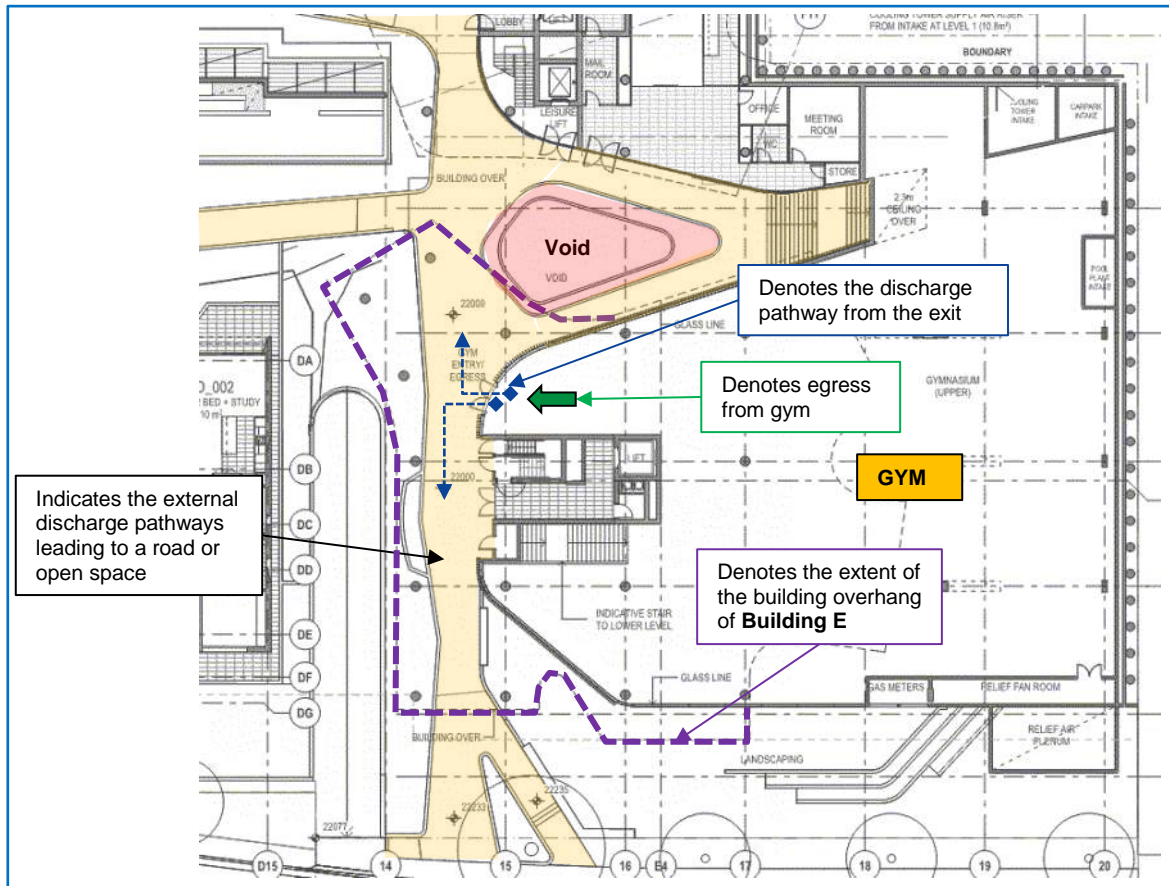 COOLING TOWER SUPPLY AIR RISER
FROM INTAKE AT LEVEL 1 (10.8m²)
BOUNDARY
LOBBY
LIFT
MAIL
ROOM
LEISURE
LIFT
OFFICE
WC
MEETING
ROOM
STORE
COOLING
TOWER
INTAKE
CARPARK
INTAKE
BUILDING OVER
2.3m
CEILING
OVER
Void
VOID
POOL
PLANT
INTAKE
Denotes the discharge
pathway from the exit
22000
GLASS LINE
GYM
ENTRY/
EGRESS
Denotes egress
from gym
GYMNASIUM
(UPPER)
DA
D_002
BED + STUDY
10 m²
DB
22000
LIFT
GYM
Indicates the external
discharge pathways
leading to a road or
open space
DC
DD
DE
DF
DG
Denotes the extent of
the building overhang
of Building E
INDICATIVE STAIR
TO LOWER LEVEL
GLASS LINE
GAS METERS
RELIEF FAN ROOM
BUILDING OVER
RELIEF AIR
PLENUM
LANDSCAPING
22235
22233
22077
D15
14
15
16
E4
17
18
19
20